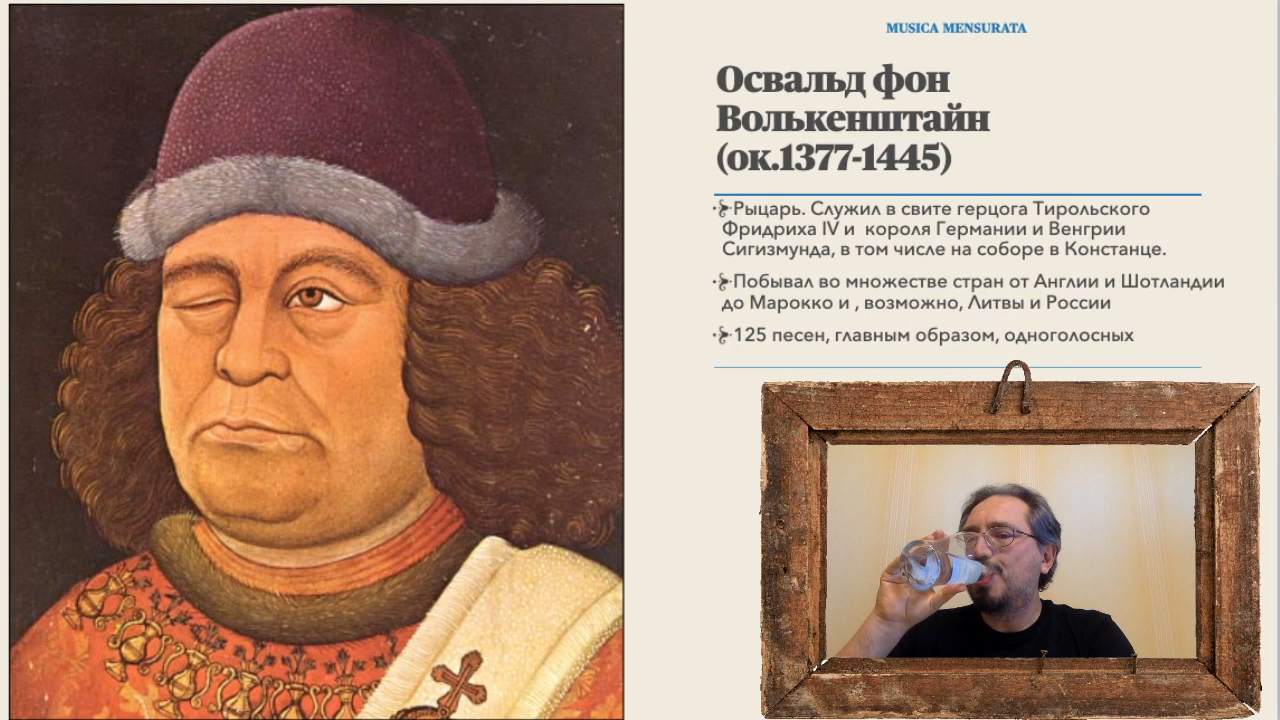 MUSICA MENSURATA
Освальд фон
Волькенштайн
(ок.1377-1445)
Рыцарь. Служил в свите герцога Тирольского
Фридриха IV и короля Германии и Венгрии
Сигизмунда, в том числе на соборе в Констанце.
Побывал во множестве стран от Англии и Шотландии
до Марокко и , возможно, Литвы и России
125 песен, главным образом, одноголосных